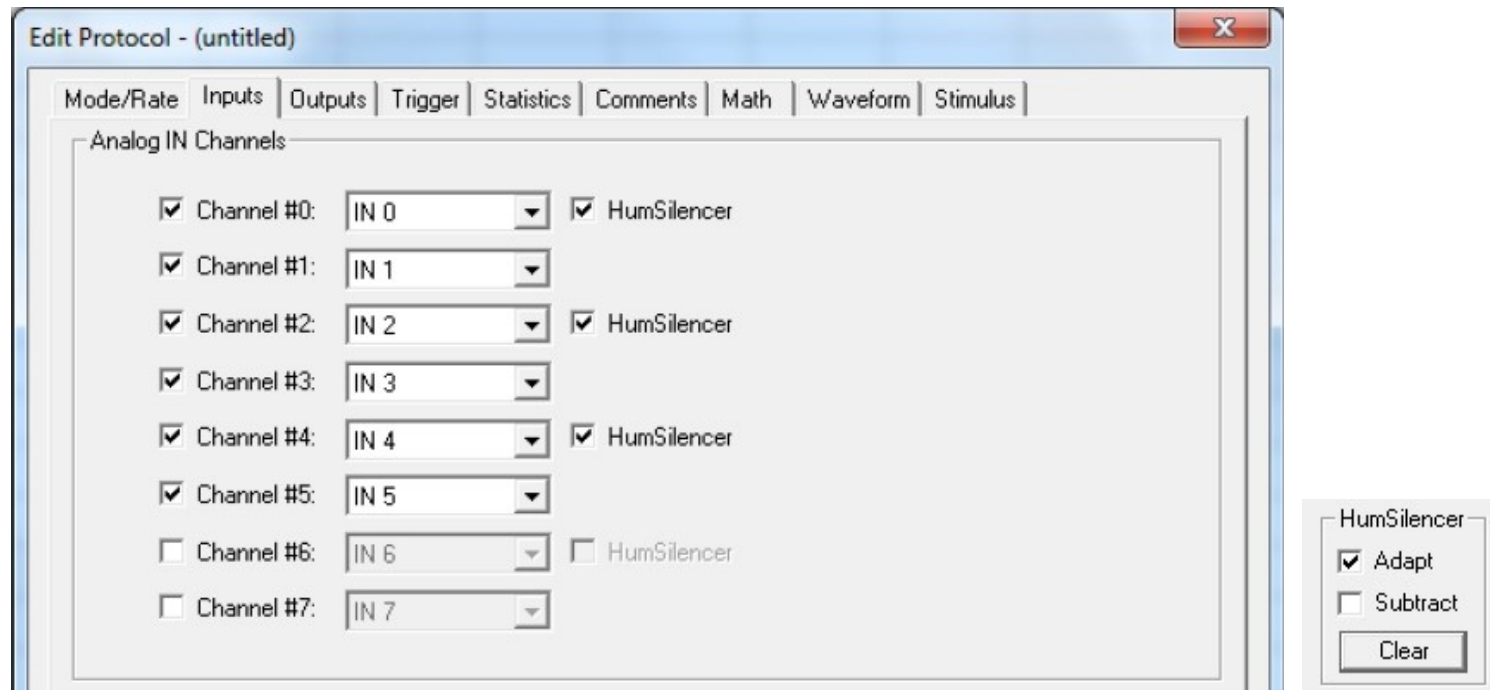 Edit Protocol - (untitled)
Mode/Rate Inputs Outputs Trigger Statistics Comments Math Waveform Stimulus
Analog IN Channels
Channel #0: IN 0 HumSilencer
Channel #1: IN 1
Channel #2: IN 2 HumSilencer
Channel #3: IN 3
Channel #4: IN 4 HumSilencer
Channel #5: IN 5
Channel #6: IN 6 HumSilencer
Channel #7: IN 7
HumSilencer
Adapt
Subtract
Clear